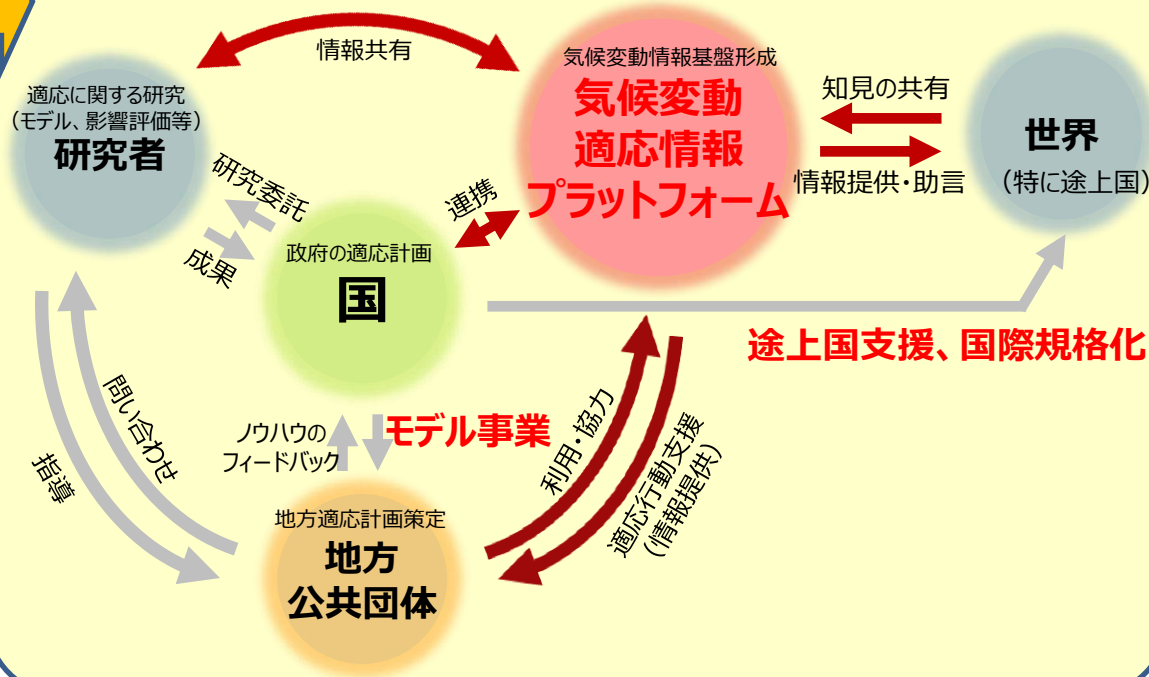 情報共有
適応に関する研究
（モデル、影響評価等）
研究者
気候変動情報基盤形成
気候変動
適応情報
プラットフォーム
知見の共有
情報提供・助言
世界
（特に途上国）
研究委託
成果
連携
政府の適応計画
国
途上国支援、国際規格化
指導
問い合わせ
ノウハウの
フィードバック
モデル事業
利用・協力
適応行動支援
（情報提供）
地方適応計画策定
地方
公共団体